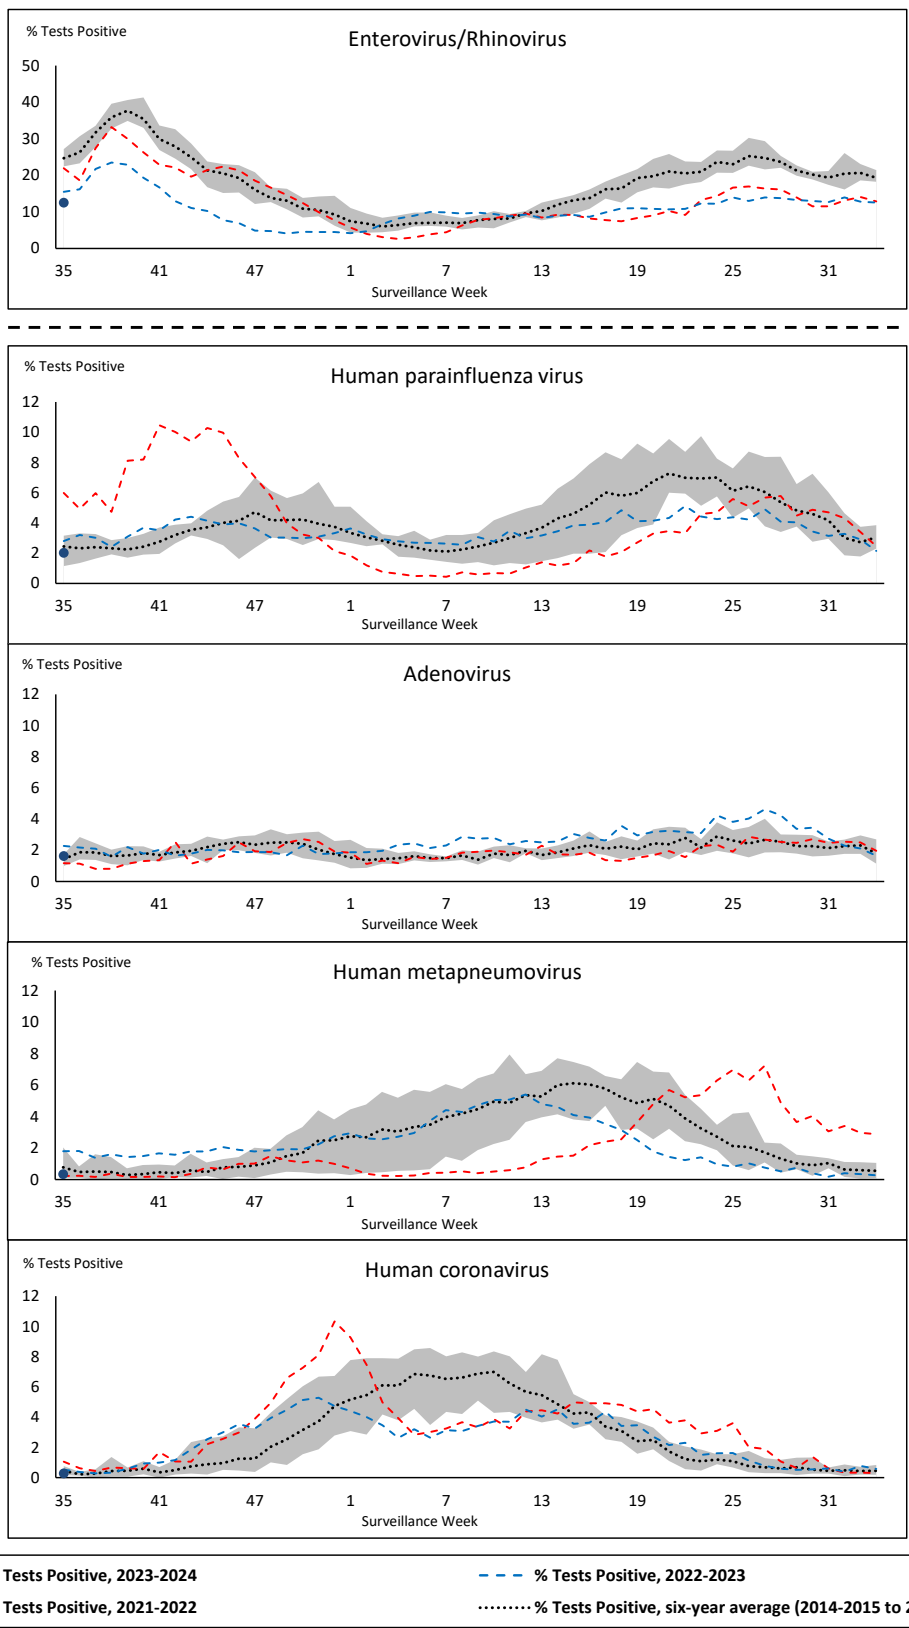 % Tests Positive
Enterovirus/Rhinovirus
50
40
30
20
10
0
35 41 47 1 7 13 19 25 31
Surveillance Week
% Tests Positive
Human parainfluenza virus
12
10
8
6
4
2
0
35 41 47 1 7 13 19 25 31
Surveillance Week
% Tests Positive
Adenovirus
12
10
8
6
4
2
0
35 41 47 1 7 13 19 25 31
Surveillance Week
% Tests Positive
Human metapneumovirus
12
10
8
6
4
2
0
35 41 47 1 7 13 19 25 31
Surveillance Week
% Tests Positive
Human coronavirus
12
10
8
6
4
2
0
35 41 47 1 7 13 19 25 31
Surveillance Week
Tests Positive, 2023-2024 % Tests Positive, 2022-2023
Tests Positive, 2021-2022 % Tests Positive, six-year average (2014-2015 to 2